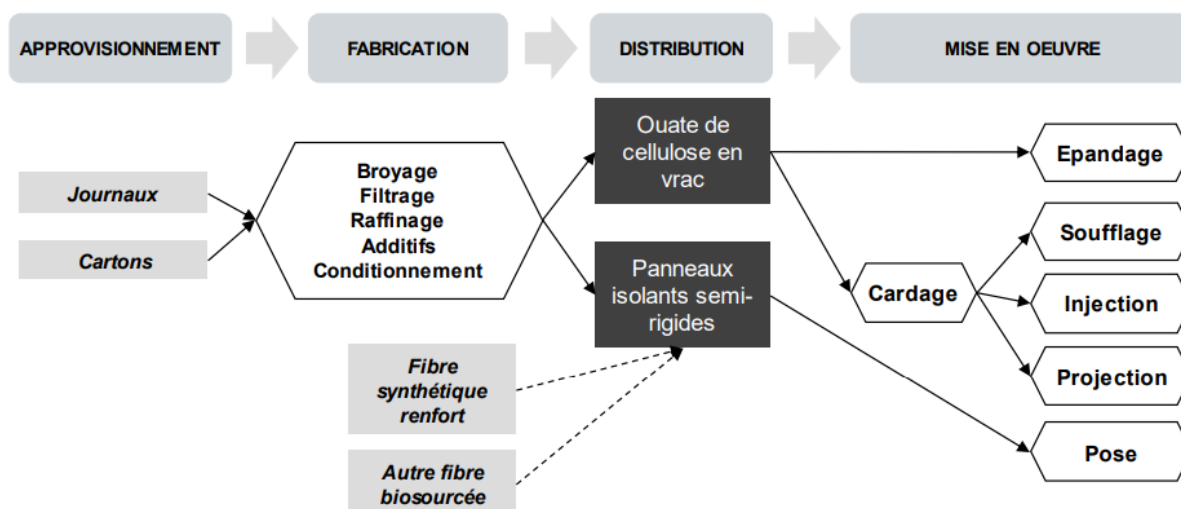 APPROVISIONNEMENT
FABRICATION
DISTRIBUTION
MISE EN OEUVRE
Journaux
Cartons
Broyage
Filtrage
Raffinage
Additifs
Conditionnement
Fibre
synthétique
renfort
Autre fibre
biosourcée
Ouate de
cellulose en
vrac
Panneaux
isolants semi-
rigides
Cardage
Epandage
Soufflage
Injection
Projection
Pose